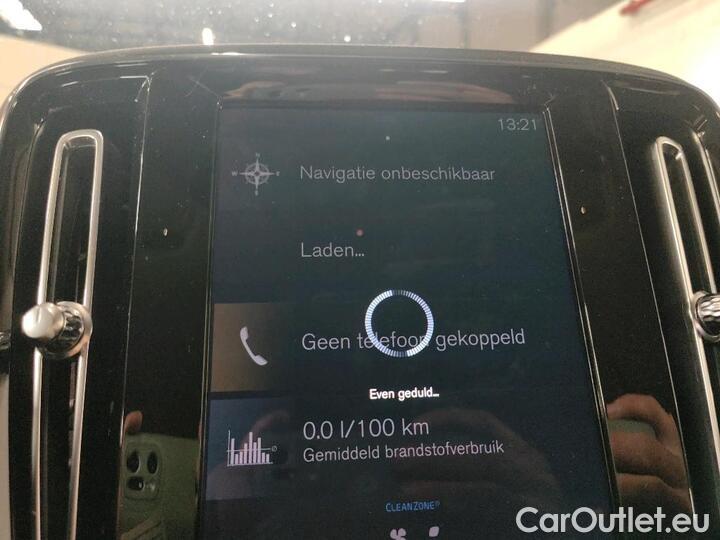 13:21
N
W E
S
Navigatie onbeschikbaar
Laden...
Geen telefoon gekoppeld
Even geduld...
0.0 l/100 km
Gemiddeld brandstofverbruik
CLEANZONE
CarOutlet.eu